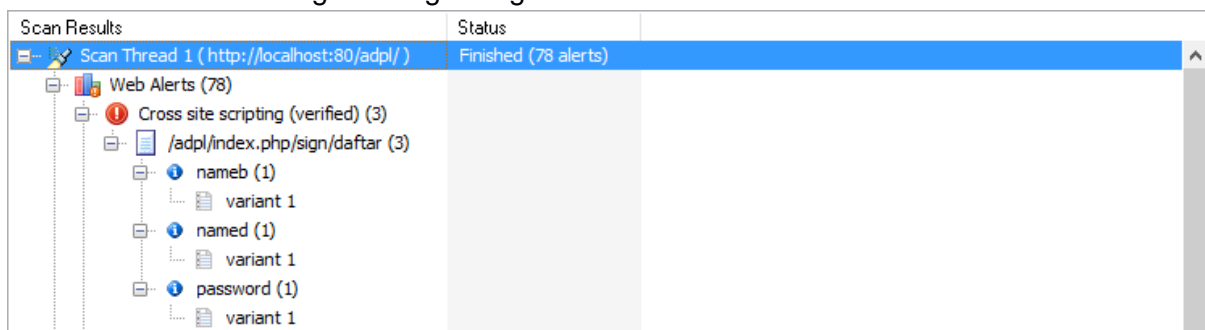 Scan Results Status
Scan Thread 1 ( http://localhost:80/adpl/ ) Finished (78 alerts)
Web Alerts (78)
Cross site scripting (verified) (3)
/adpl/index.php/sign/daftar (3)
nameb (1)
variant 1
named (1)
variant 1
password (1)
variant 1